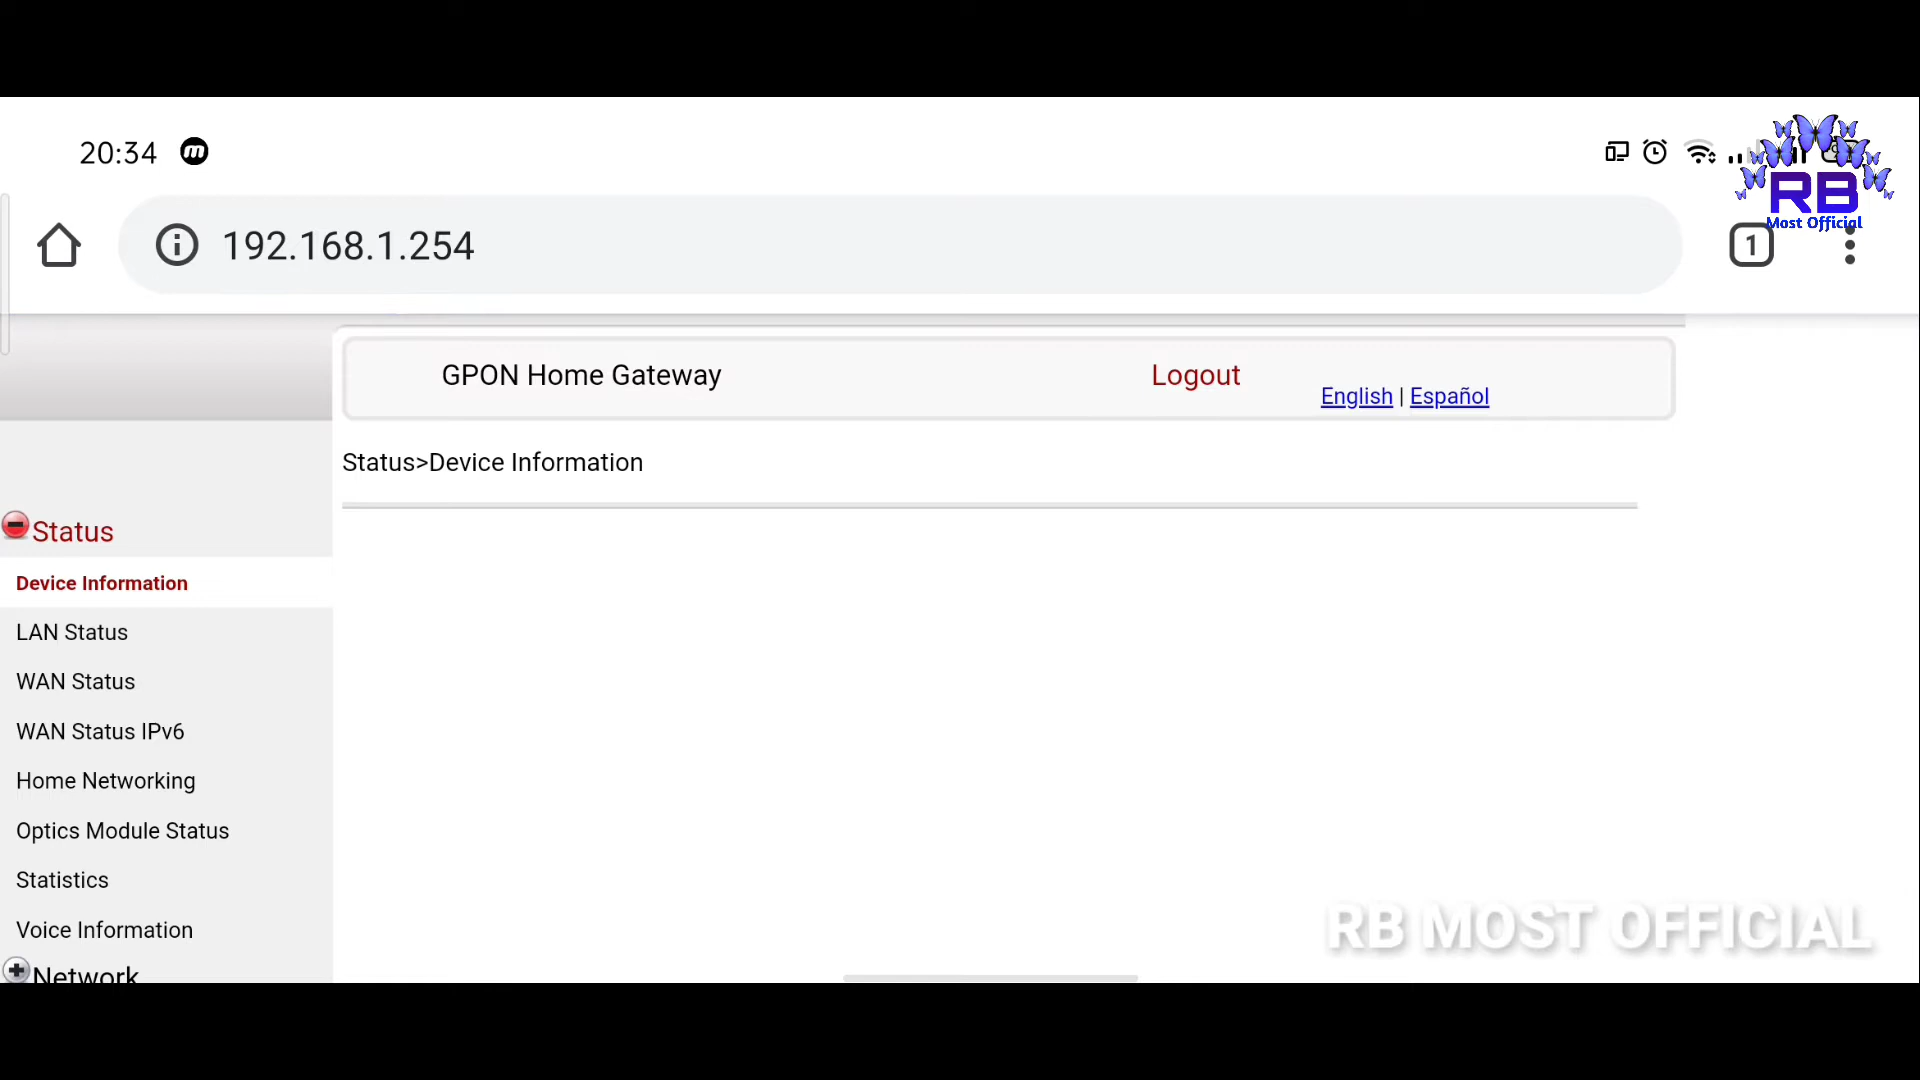 20:34
RB
Most Official
192.168.1.254
1
GPON Home Gateway
Logout
English | Español
Status>Device Information
Status
Device Information
LAN Status
WAN Status
WAN Status IPv6
Home Networking
Optics Module Status
Statistics
Voice Information
Network
RB MOST OFFICIAL